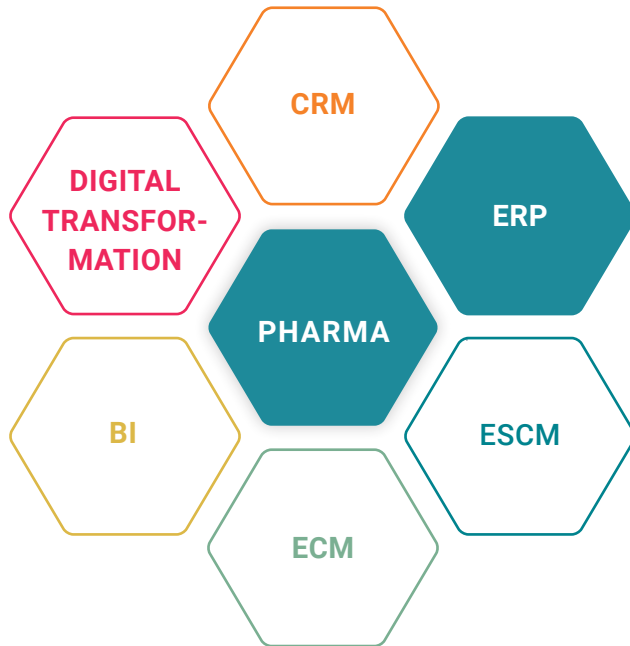 CRM
DIGITAL
TRANSFOR-
MATION
ERP
PHARMA
BI
ESCM
ECM